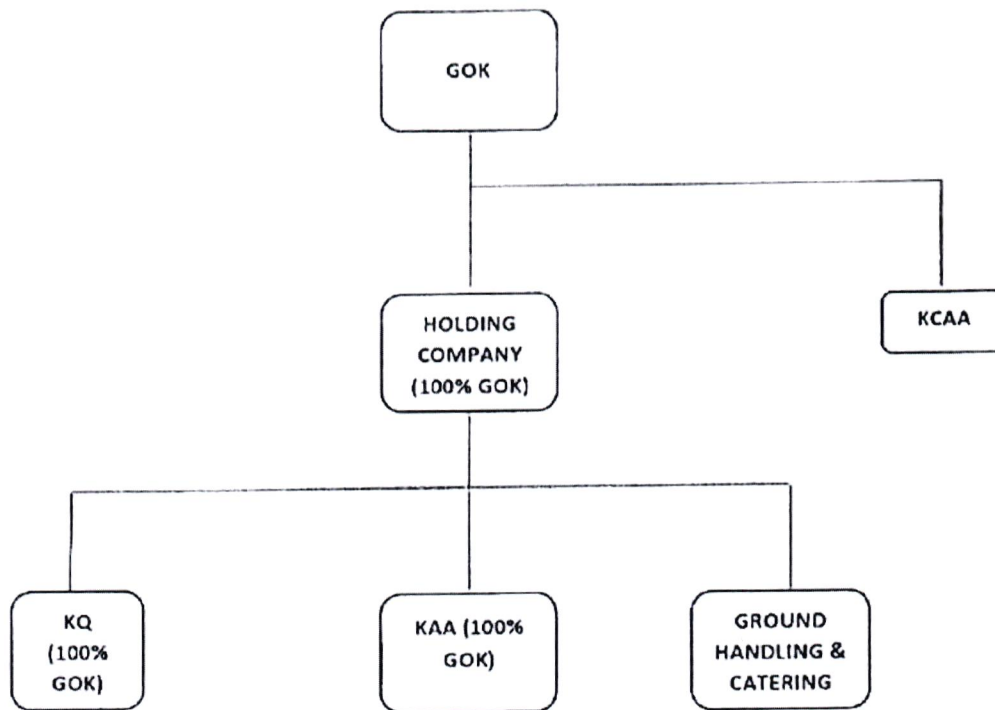 GOK
HOLDING
COMPANY
(100% GOK)
KCAA
KQ
(100%
GOK)
KAA (100%
GOK)
GROUND
HANDLING &
CATERING